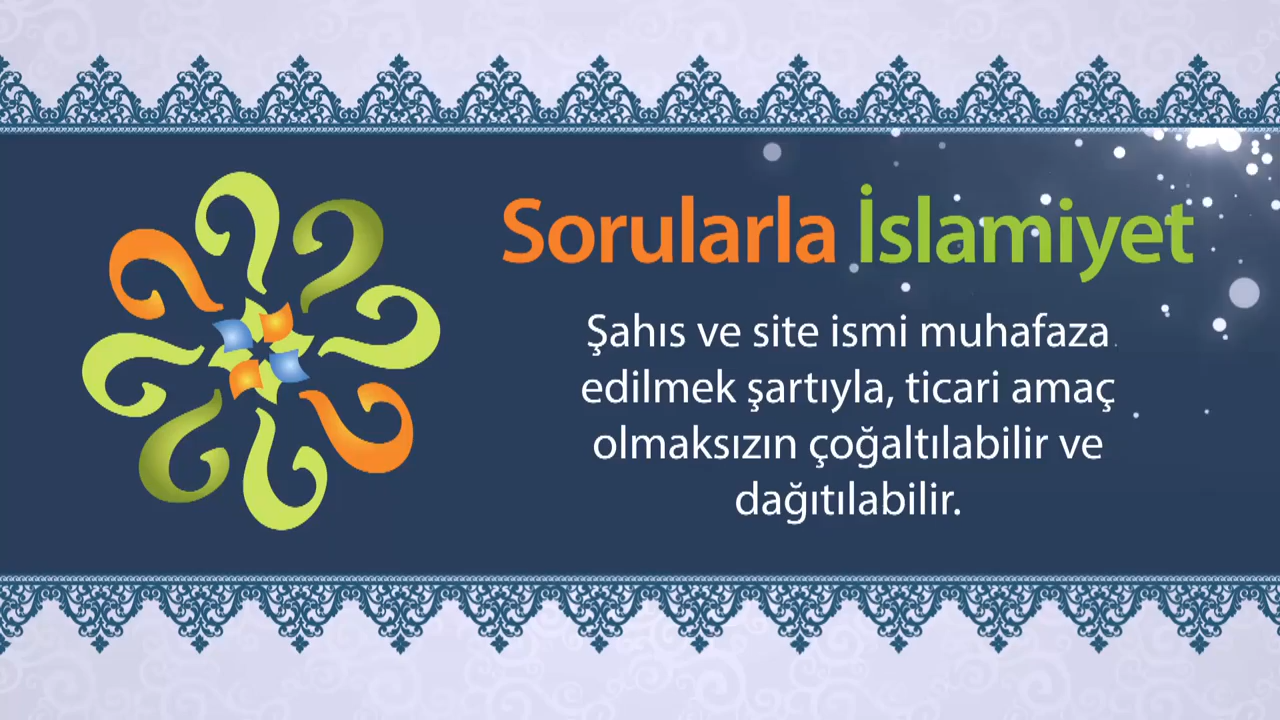 Sorularla İslamiyet
Şahıs ve site ismi muhafaza
edilmek şartıyla, ticari amaç
olmaksızın çoğaltılabilir ve
dağıtılabilir.